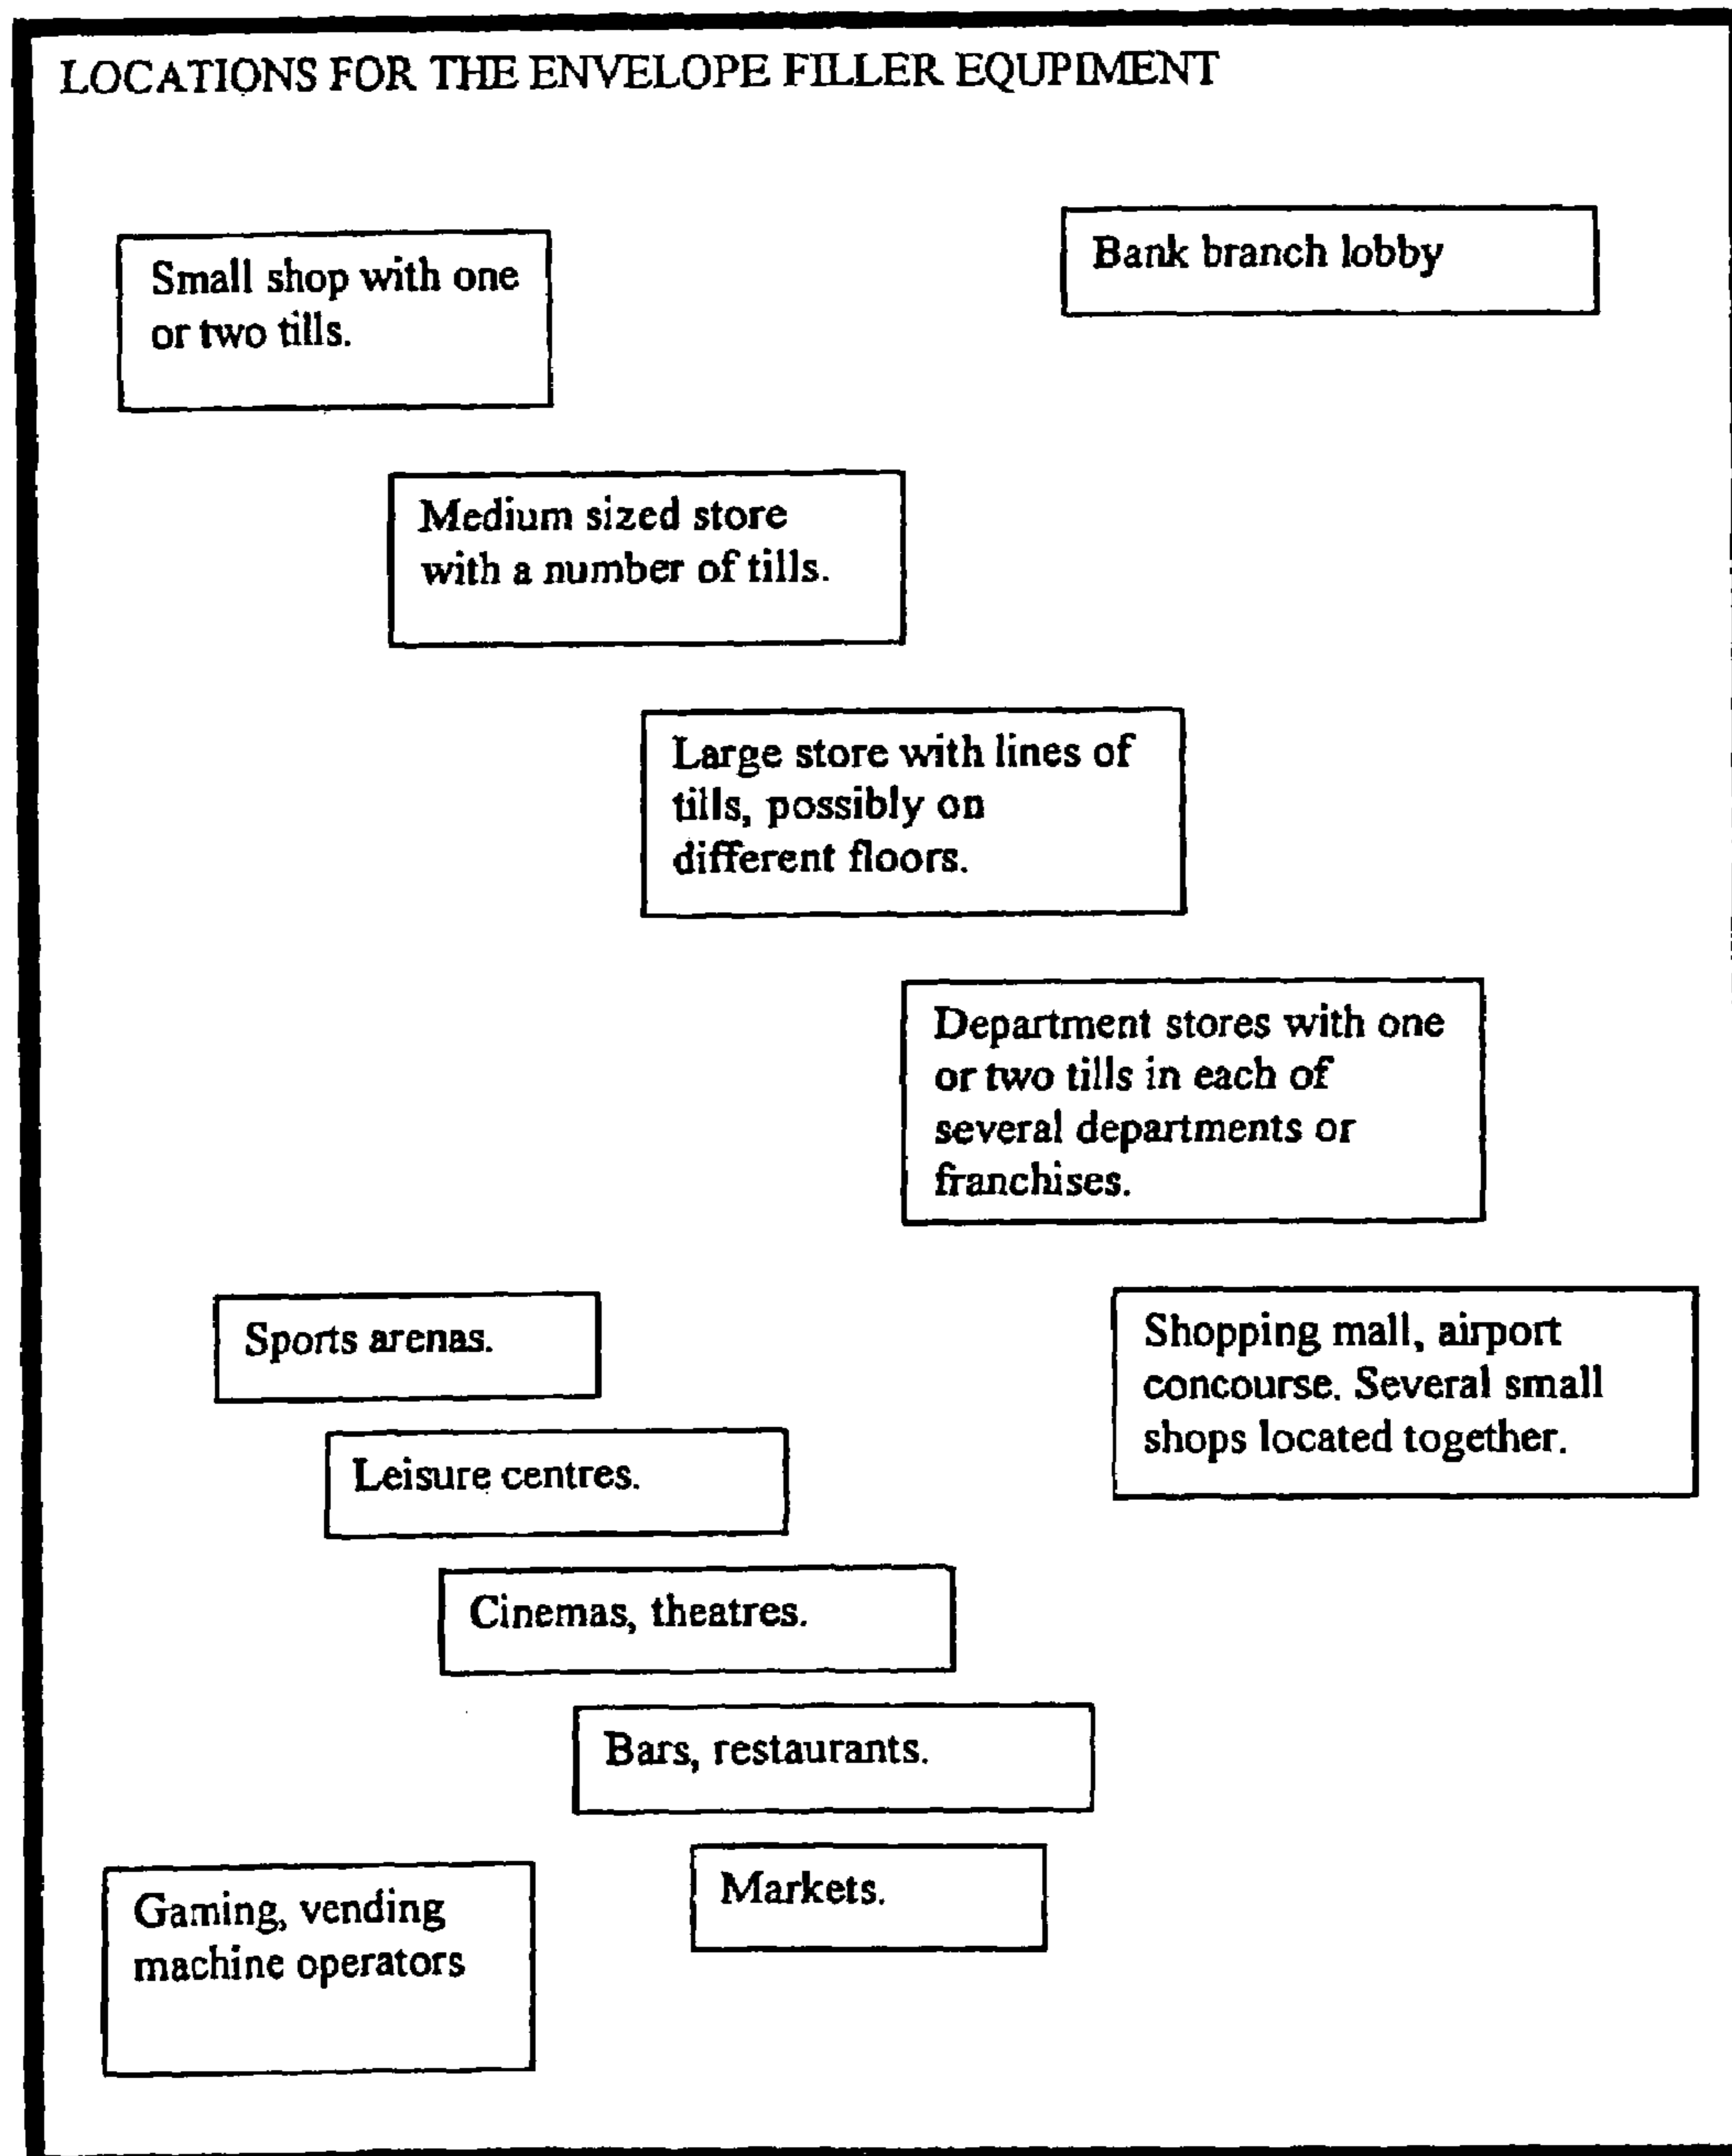 LOCATIONS FOR THE ENVELOPE FILLER EQUPIMENT
Small shop with one
or two tills.
Bank branch lobby
Medium sized store
with a number of tills.
Large store with lines of
tills, possibly on
different floors.
Department stores with one
or two tills in each of
several departments or
franchises.
Sports arenas.
Shopping mall, airport
concourse. Several small
shops located together.
Leisure centres.
Cinemas, theatres.
Bars, restaurants.
Markets.
Gaming, vending
machine operators